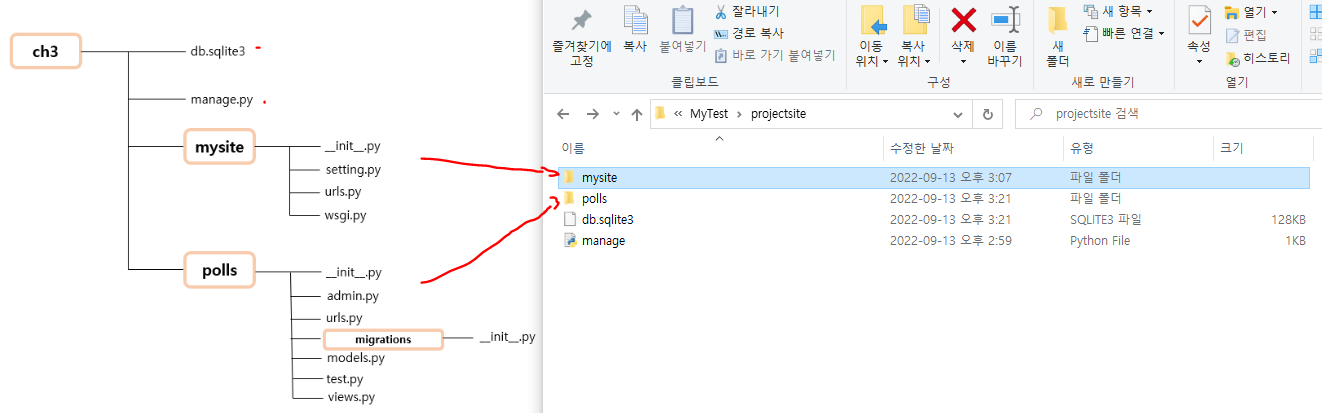 ch3
db.sqlite3
manage.py
mysite
__init__.py
setting.py
urls.py
wsgi.py
polls
__init__.py
admin.py
urls.py
migrations
__init__.py
models.py
test.py
views.py
즐겨찾기에
고정
복사
붙여넣기
잘라내기
경로 복사
바로 가기 붙여넣기
클립보드
이동
위치
복사
위치
삭제
이름
바꾸기
구성
새
폴더
새 항목
빠른 연결
새로 만들기
속성
열기
편집
히스토리
열기
« MyTest > projectsite
projectsite 검색
이름 수정한 날짜 유형 크기
mysite 2022-09-13 오후 3:07 파일 폴더
polls 2022-09-13 오후 3:21 파일 폴더
db.sqlite3 2022-09-13 오후 3:21 SQLITE3 파일 128KB
manage 2022-09-13 오후 2:59 Python File 1KB